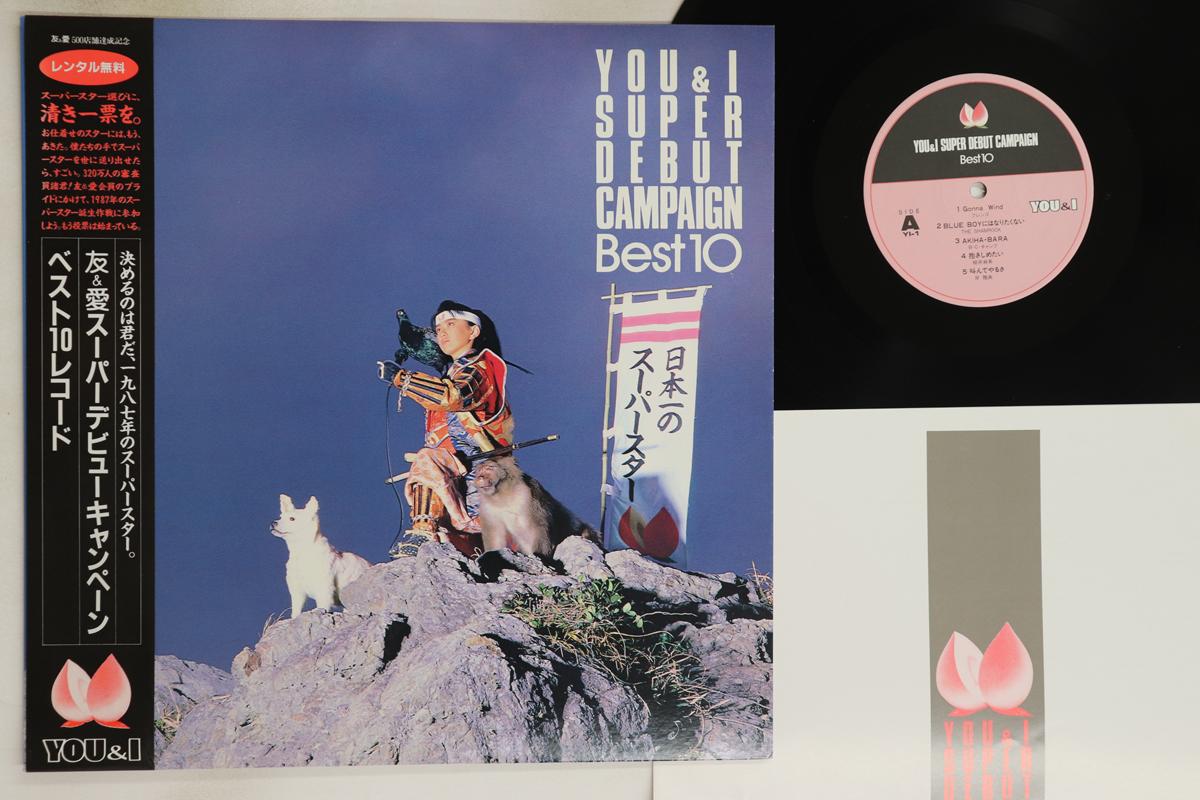 友&愛 500店舗達成記念
レンタル無料
スーパースター選びに、
清き一票を。
お仕着せのスターには、もう、
あきた。僕たちの手でスーパ
ースターを世に送り出せた
ら、すごい。320万人の審査
員諸君!友&愛会員のプラ
イドにかけて、1987年のスー
パースター誕生作戦に参加
しよう。もう投票は始まっている。
決めるのは君だ、一九八七年のスーパースター。
友&愛スーパーデビューキャンペーン
ベスト10レコード
YOU&I
YOU&I
SUPER
DEBUT
CAMPAIGN
Best10
日本一の
スーパースター
YOU&I SUPER DEBUT CAMPAIGN
Best10
YOU&I
SIDE
A
YI-1
1 Gonna Wind
フレンズ
2 BLUE BOYにはなりたくない
THE SHAMROCK
3 AKIHA・BARA
4 抱きしめたい
5 叫んでやるさ
YOU&I